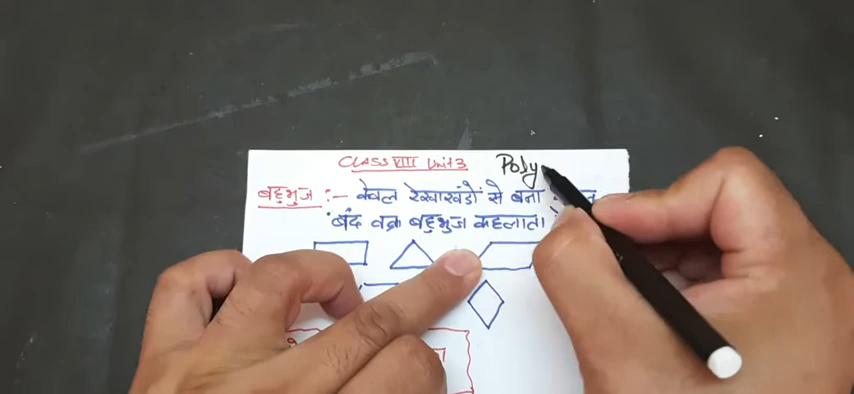 CLASS VIII Unit 3 Poly
बहुभुज :- केवल रेखाखंडों से बना
बंद वक्र बहुभुज कहलाता